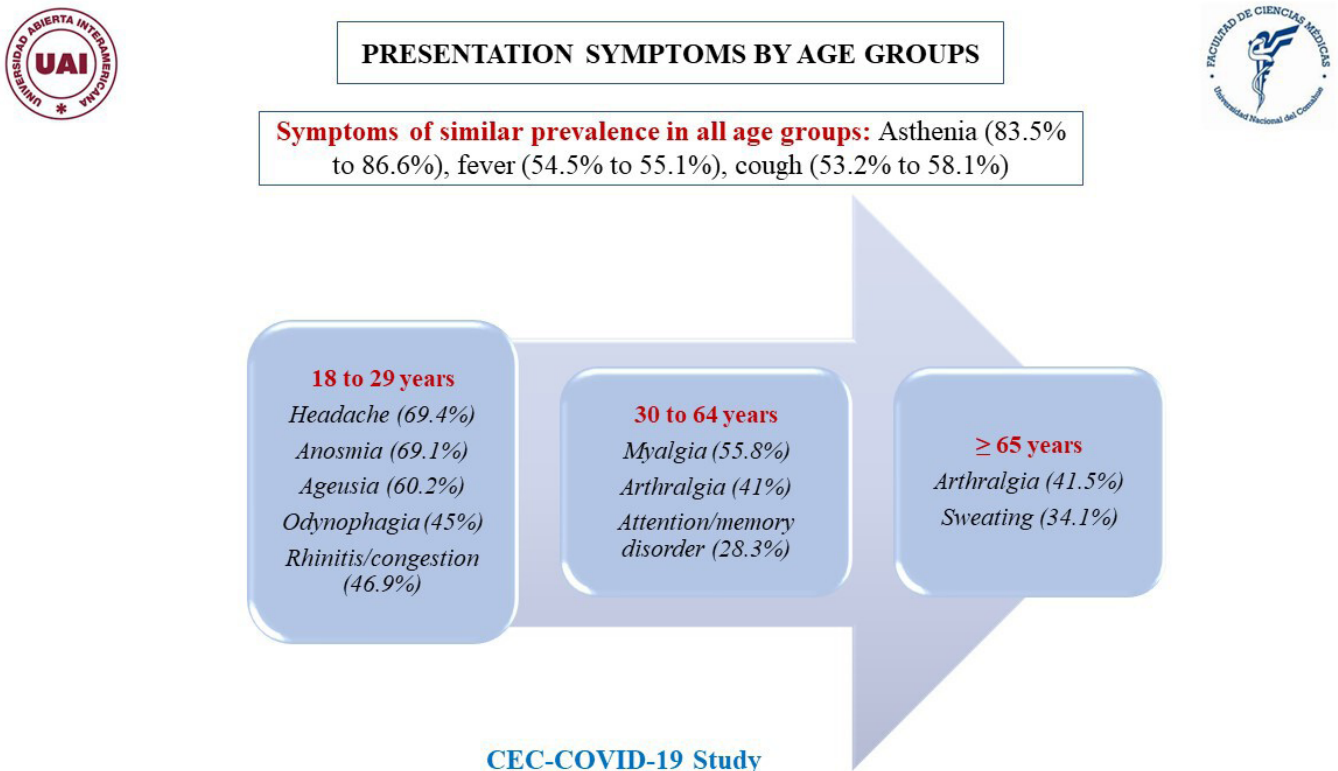 UNIVERSIDAD ABIERTA INTERAMERICANA
UAI
PRESENTATION SYMPTOMS BY AGE GROUPS
FACULTAD DE CIENCIAS MÉDICAS
Universidad Nacional del Comahue
Symptoms of similar prevalence in all age groups: Asthenia (83.5%
to 86.6%), fever (54.5% to 55.1%), cough (53.2% to 58.1%)
18 to 29 years
Headache (69.4%)
Anosmia (69.1%)
Ageusia (60.2%)
Odynophagia (45%)
Rhinitis/congestion
(46.9%)
30 to 64 years
Myalgia (55.8%)
Arthralgia (41%)
Attention/memory
disorder (28.3%)
≥ 65 years
Arthralgia (41.5%)
Sweating (34.1%)
CEC-COVID-19 Study